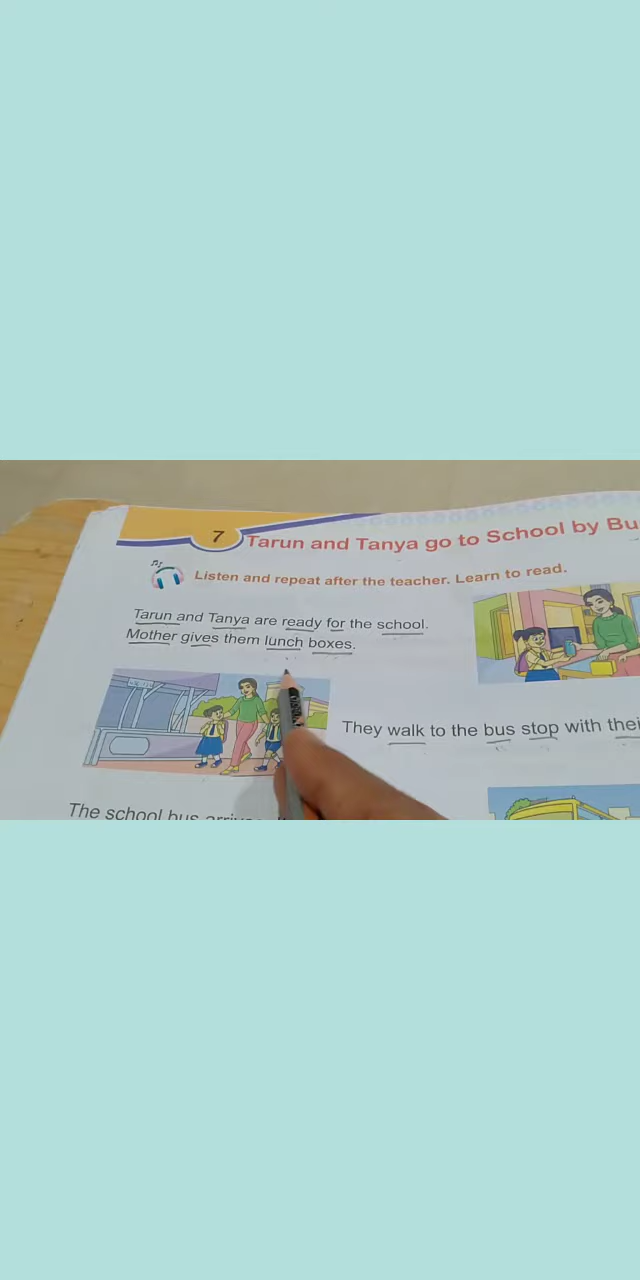 7 Tarun and Tanya go to School by
Listen and repeat after the teacher. Learn to read.
Tarun and Tanya are ready for the school.
Mother gives them lunch boxes.
They walk to the bus stop with
The school bus